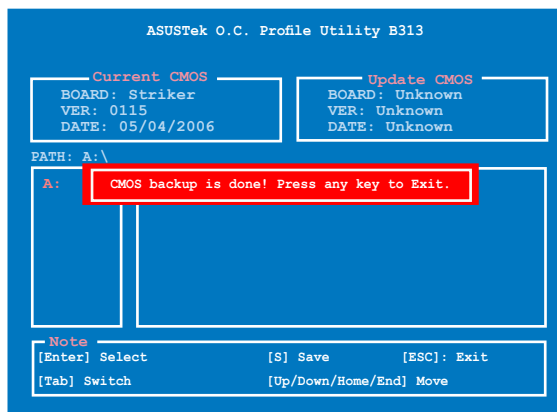 ASUSTek O.C. Profile Utility B313
Current CMOS
BOARD: Striker
VER: 0115
DATE: 05/04/2006
Update CMOS
BOARD: Unknown
VER: Unknown
DATE: Unknown
PATH: A:\
A:
CMOS backup is done! Press any key to Exit.
Note
[Enter] Select [S] Save [ESC]: Exit
[Tab] Switch [Up/Down/Home/End] Move